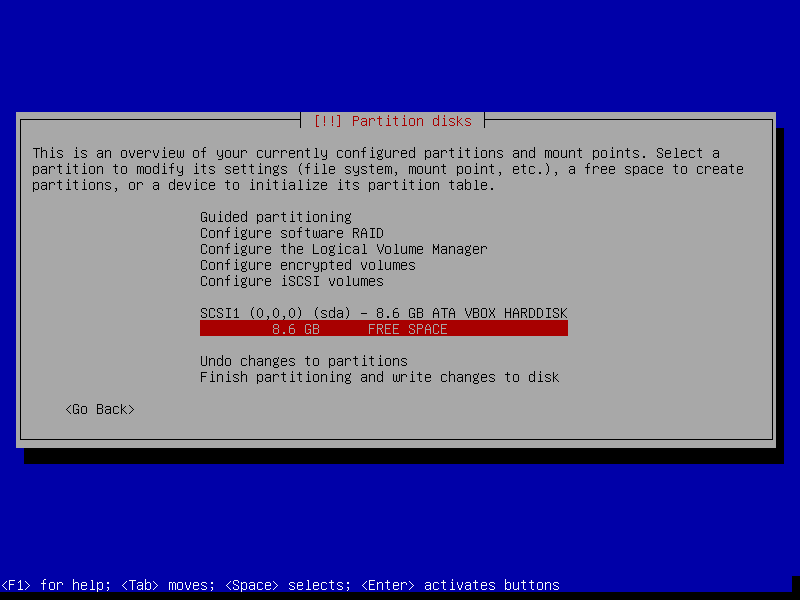 [!!] Partition disks
This is an overview of your currently configured partitions and mount points. Select a
partition to modify its settings (file system, mount point, etc.), a free space to create
partitions, or a device to initialize its partition table.
Guided partitioning
Configure software RAID
Configure the Logical Volume Manager
Configure encrypted volumes
Configure iSCSI volumes
SCSI1 (0,0,0) (sda) - 8.6 GB ATA VBOX HARDDISK
8.6 GB FREE SPACE
Undo changes to partitions
Finish partitioning and write changes to disk
<Go Back>
<F1> for help; <Tab> moves; <Space> selects; <Enter> activates buttons